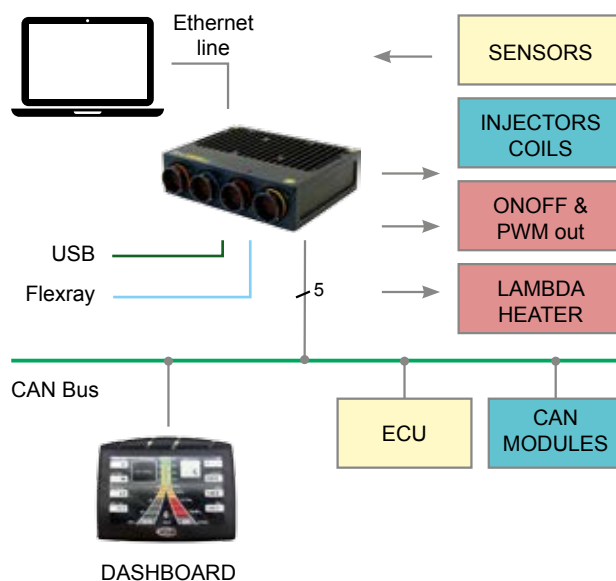 Ethernet
line
SENSORS
INJECTORS
COILS
ONOFF &
PWM out
USB
Flexray
5
LAMBDA
HEATER
CAN Bus
ECU
CAN
MODULES
DASHBOARD